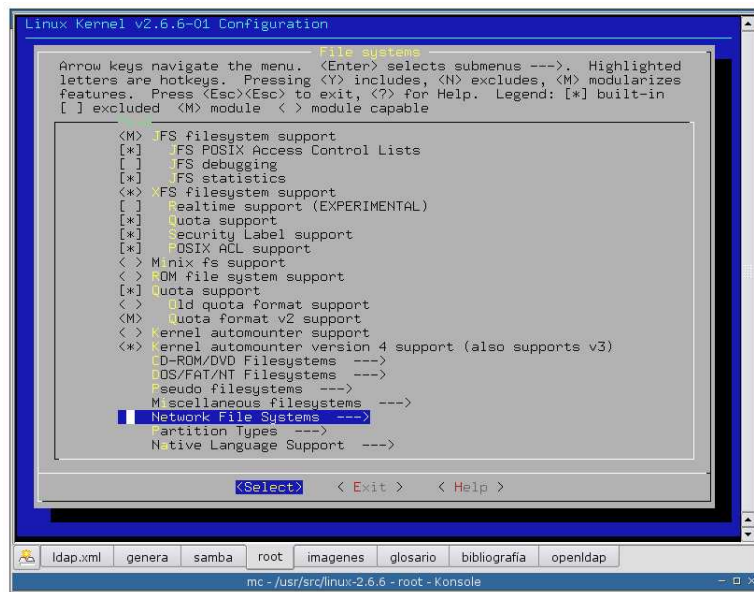 Linux Kernel v2.6.6-01 Configuration
File systems
Arrow keys navigate the menu. <Enter> selects submenus --->. Highlighted
letters are hotkeys. Pressing <Y> includes, <N> excludes, <M> modularizes
features. Press <Esc><Esc> to exit, <?> for Help. Legend: [*] built-in
[ ] excluded <M> module < > module capable
<M> JFS filesystem support
[*] JFS POSIX Access Control Lists
[ ] JFS debugging
[*] JFS statistics
<*> XFS filesystem support
[ ] Realtime support (EXPERIMENTAL)
[*] Quota support
[*] Security Label support
[*] POSIX ACL support
< > Minix fs support
< > ROM file system support
[*] Quota support
< > Old quota format support
<M> Quota format v2 support
< > Kernel automounter support
<*> Kernel automounter version 4 support (also supports v3)
CD-ROM/DVD Filesystems --->
DOS/FAT/NT Filesystems --->
Pseudo filesystems --->
Miscellaneous filesystems --->
Network File Systems --->
Partition Types --->
Native Language Support --->
<Select> < Exit > < Help >
ldap.xml genera samba root imagenes glosario bibliografía openldap
mc - /usr/src/linux-2.6.6 - root - Konsole